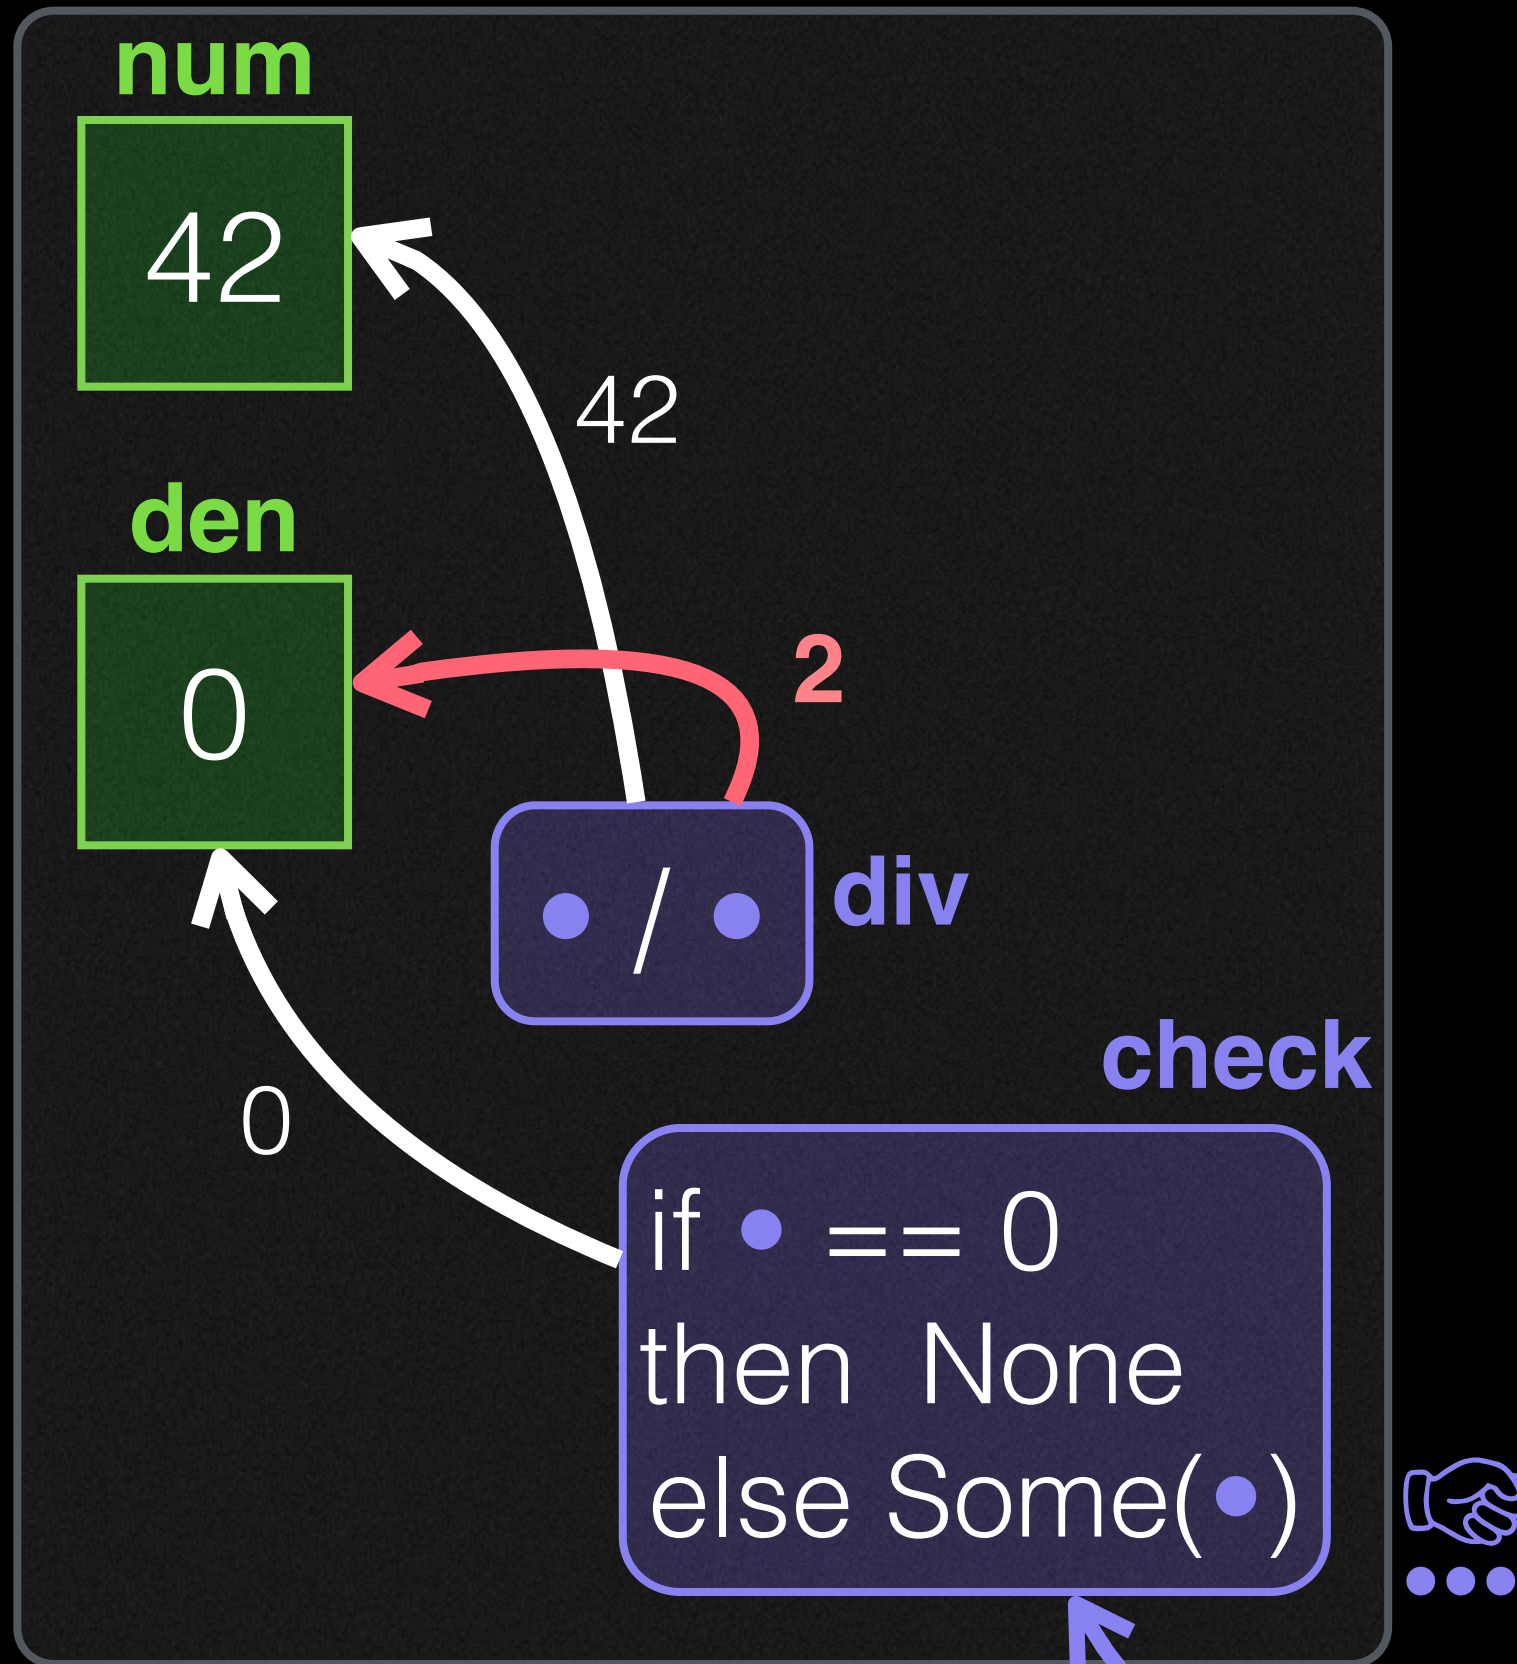 num
42
42
den
0
2
• / •
div
check
0
if • == 0
then None
else Some(•)